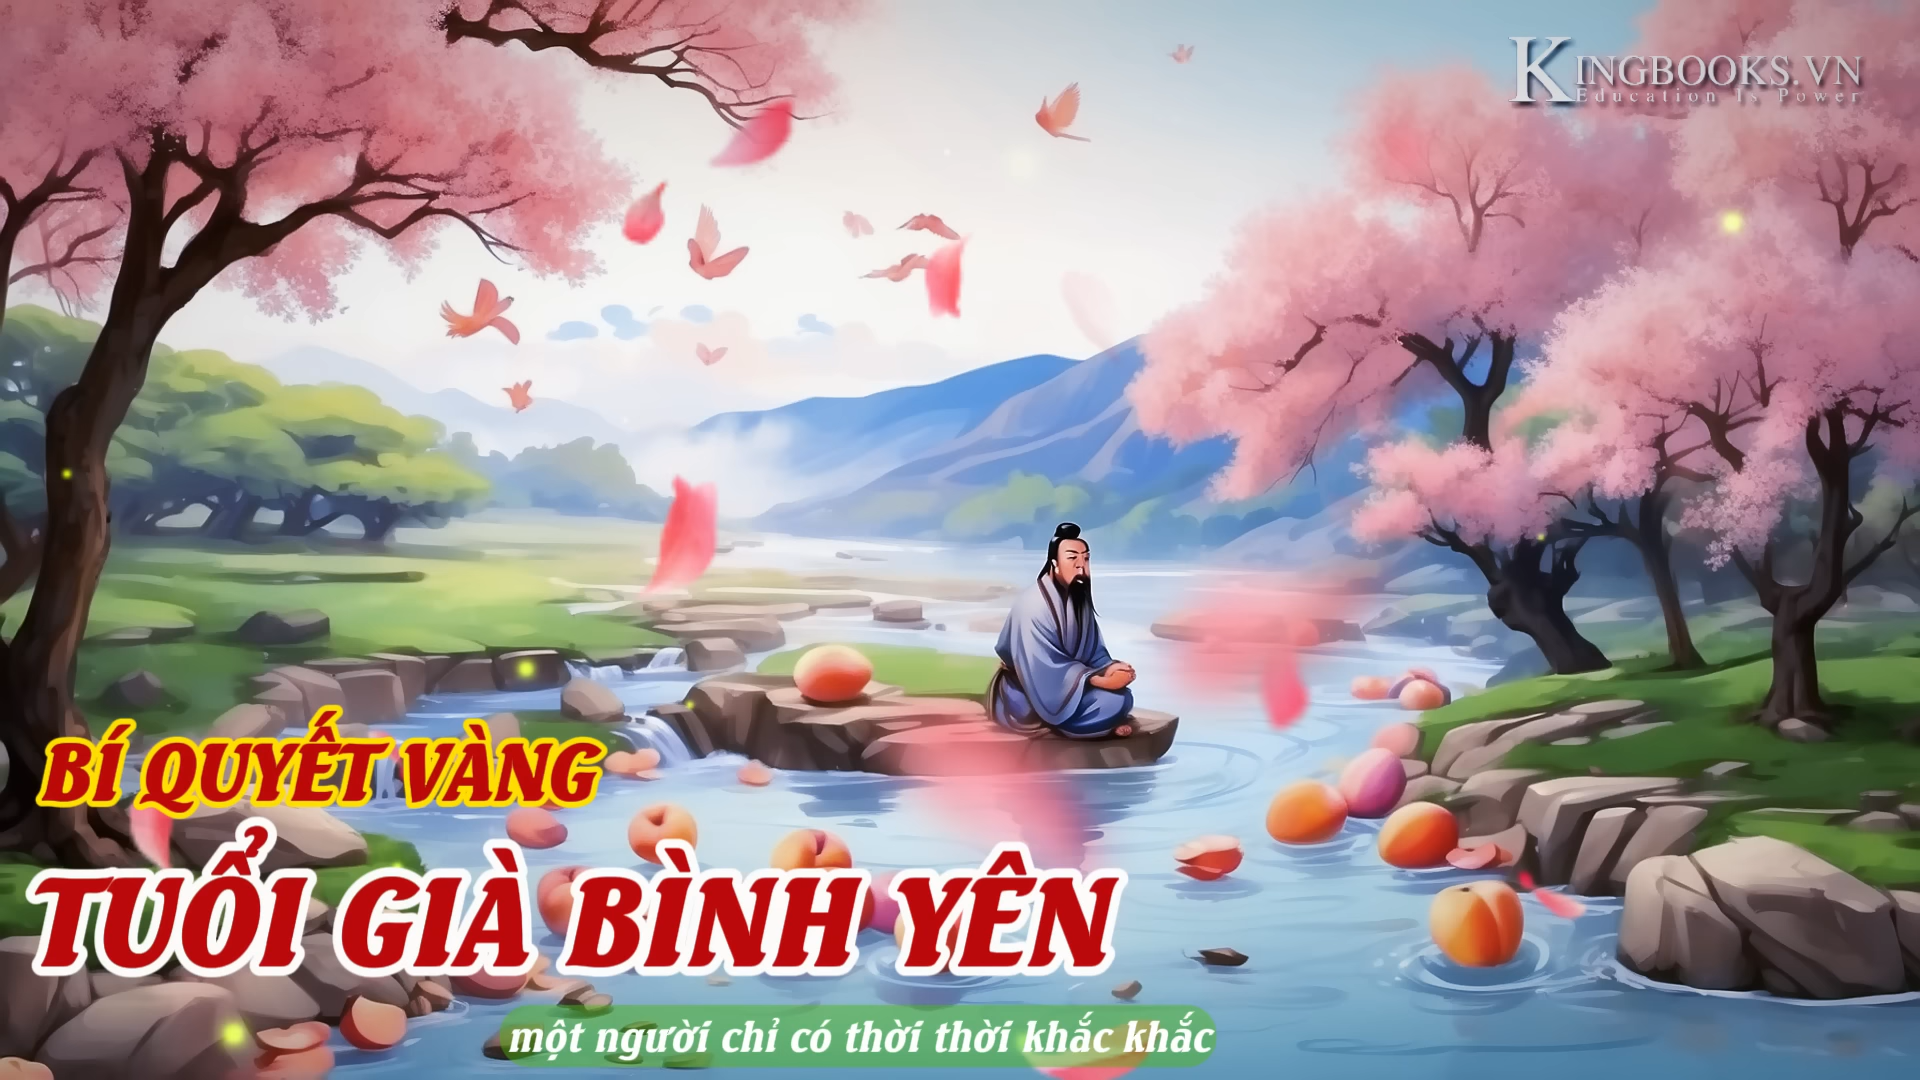 KINGBOOKS.VN
Education Is Power
BÍ QUYẾT VÀNG
TUỔI GIÀ BÌNH YÊN
một người chỉ có thời thời khắc khắc